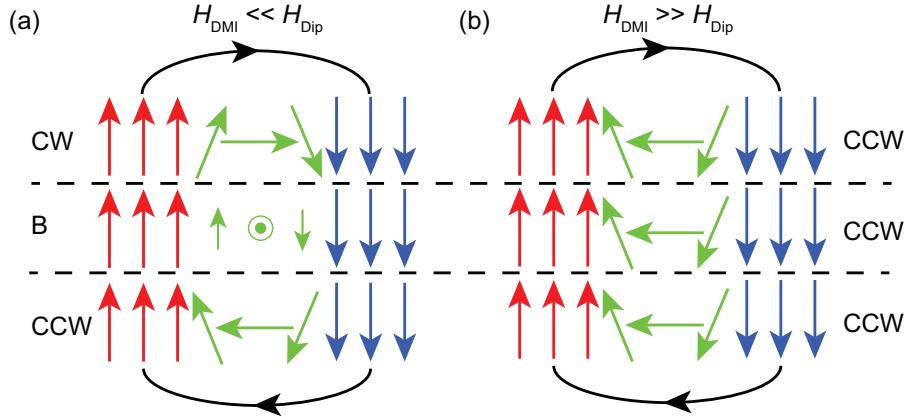 (a) H_DMI << H_Dip
(b) H_DMI >> H_Dip
CW CCW
B CCW
CCW CCW